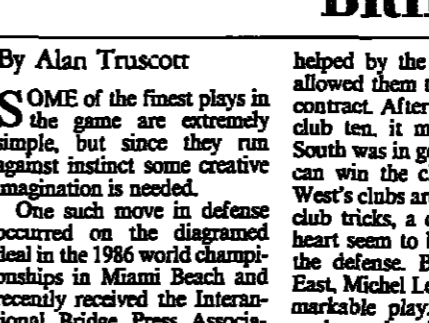 By Alan Truscott
SOME of the finest plays in
the game are extremely
simple, but since they run
against instinct some creative
imagination is needed.
One such move in defense
occurred on the diagramed
deal in the 1986 world champi-
onships in Miami Beach and
recently received the Interan-
tional Bridge Press Associa-
helped by the
allowed them t
contract. After
club ten, it m
South was in g
can win the c
West's clubs ar
club tricks, a
heart seem to
the defense. B
East, Michel Le
markable play